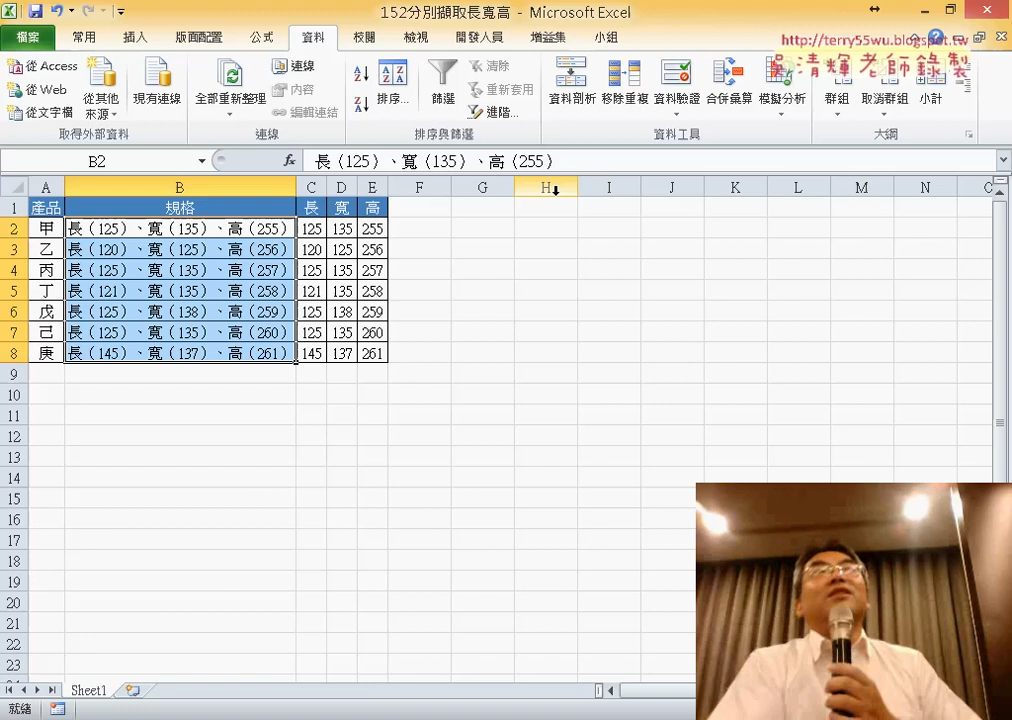 152分別擷取長寬高 - Microsoft Excel
http://terry55wu.blogspot.tw
吳清輝老師錄製
檔案 常用 插入 版面配置 公式 資料 校閱 檢視 開發人員 增益集 小組
從 Access
從 Web
從文字檔
從其他來源
現有連線
全部重新整理
連線
內容
編輯連結
排序...
篩選
清除
重新套用
進階...
資料剖析 移除重複 資料驗證 合併彙算 模擬分析
群組 取消群組 小計
取得外部資料 連線 排序與篩選 資料工具 大綱
B2 fx 長（125）、寬（135）、高（255）
A B C D E F G H I J K L M N O
1 產品 規格 長 寬 高
2 甲 長（125）、寬（135）、高（255） 125 135 255
3 乙 長（120）、寬（125）、高（256） 120 125 256
4 丙 長（125）、寬（135）、高（257） 125 135 257
5 丁 長（121）、寬（135）、高（258） 121 135 258
6 戊 長（125）、寬（138）、高（259） 125 138 259
7 己 長（125）、寬（135）、高（260） 125 135 260
8 庚 長（145）、寬（137）、高（261） 145 137 261
9
10
11
12
13
14
15
16
17
18
19
20
21
22
23
Sheet1
就緒